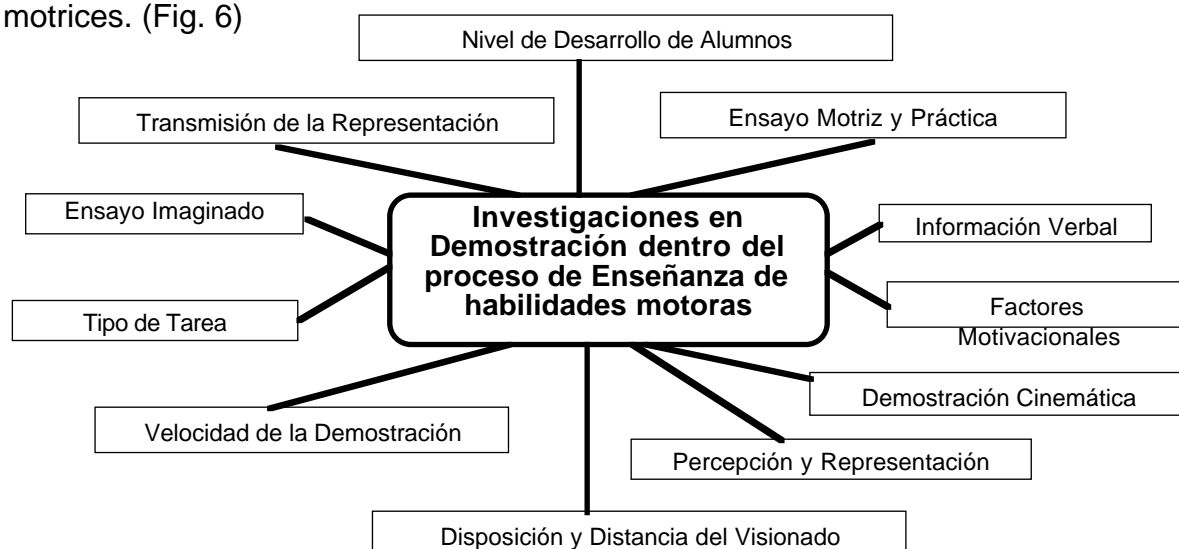 motrices. (Fig. 6)
Nivel de Desarrollo de Alumnos
Transmisión de la Representación
Ensayo Motriz y Práctica
Ensayo Imaginado
Investigaciones en
Demostración dentro del
proceso de Enseñanza de
habilidades motoras
Información Verbal
Tipo de Tarea
Factores
Motivacionales
Demostración Cinemática
Velocidad de la Demostración
Percepción y Representación
Disposición y Distancia del Visionado